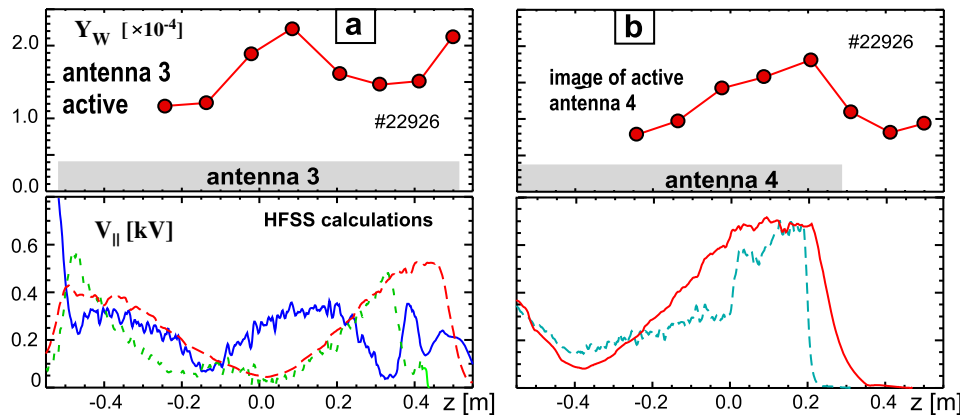 Y_W [×10^-4]
a
b
2.0
1.0
0.0
antenna 3
active
#22926
antenna 3
#22926
image of active
antenna 4
antenna 4
V_|| [kV]
HFSS calculations
0.6
0.4
0.2
0
-0.4 -0.2 0.0 0.2 0.4 z [m]
-0.4 -0.2 0.0 0.2 0.4 z [m]